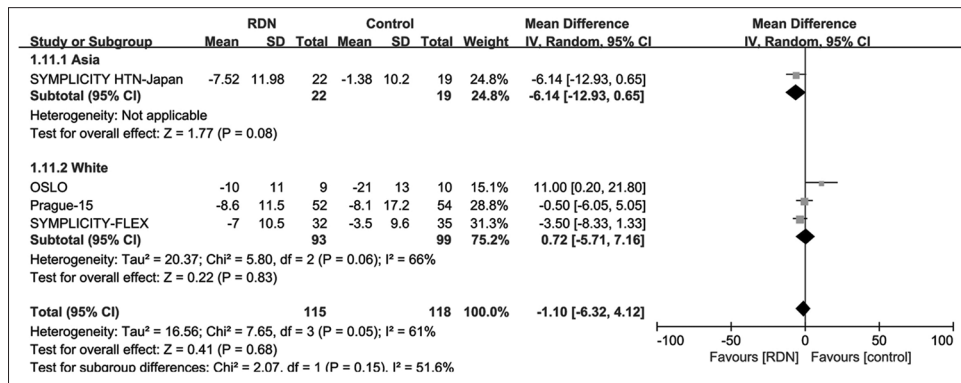 RDN Control Mean Difference Mean Difference
Study or Subgroup Mean SD Total Mean SD Total Weight IV, Random, 95% CI IV, Random, 95% CI
1.11.1 Asia
SYMPLICITY HTN-Japan -7.52 11.98 22 -1.38 10.2 19 24.8% -6.14 [-12.93, 0.65]
Subtotal (95% CI) 22 19 24.8% -6.14 [-12.93, 0.65]
Heterogeneity: Not applicable
Test for overall effect: Z = 1.77 (P = 0.08)
1.11.2 White
OSLO -10 11 9 -21 13 10 15.1% 11.00 [0.20, 21.80]
Prague-15 -8.6 11.5 52 -8.1 17.2 54 28.8% -0.50 [-6.05, 5.05]
SYMPLICITY-FLEX -7 10.5 32 -3.5 9.6 35 31.3% -3.50 [-8.33, 1.33]
Subtotal (95% CI) 93 99 75.2% 0.72 [-5.71, 7.16]
Heterogeneity: Tau² = 20.37; Chi² = 5.80, df = 2 (P = 0.06); I² = 66%
Test for overall effect: Z = 0.22 (P = 0.83)
Total (95% CI) 115 118 100.0% -1.10 [-6.32, 4.12]
Heterogeneity: Tau² = 16.56; Chi² = 7.65, df = 3 (P = 0.05); I² = 61%
Test for overall effect: Z = 0.41 (P = 0.68)
Test for subgroup differences: Chi² = 2.07, df = 1 (P = 0.15), I² = 51.6%
-100 -50 0 50 100
Favours [RDN] Favours [control]